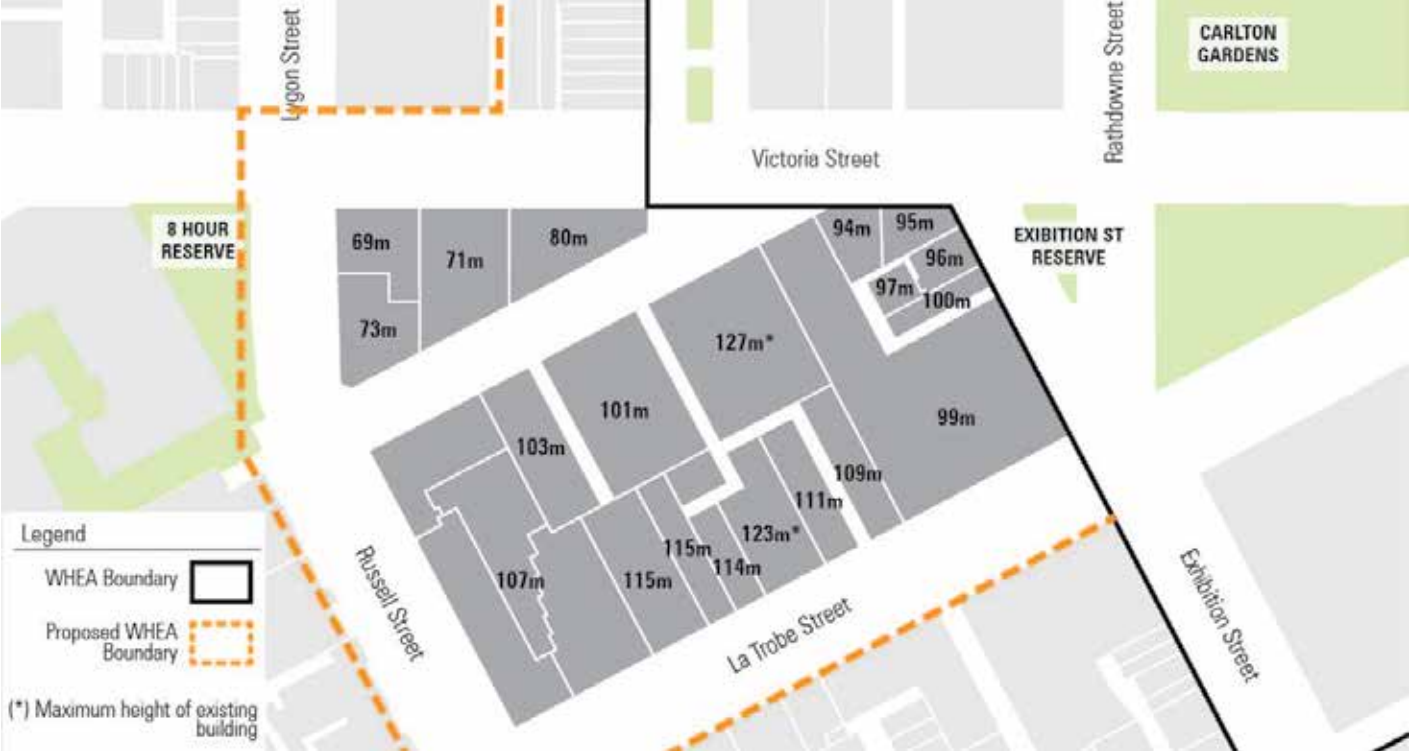 Lygon Street
Rathdowne Street
CARLTON
GARDENS
Victoria Street
8 HOUR
RESERVE
EXIBITION ST
RESERVE
69m
71m
80m
73m
94m
95m
96m
97m
100m
127m*
101m
103m
99m
109m
111m
123m*
115m
114m
115m
107m
Russell Street
La Trobe Street
Exhibition Street
Legend
WHEA Boundary
Proposed WHEA
Boundary
(*) Maximum height of existing
building